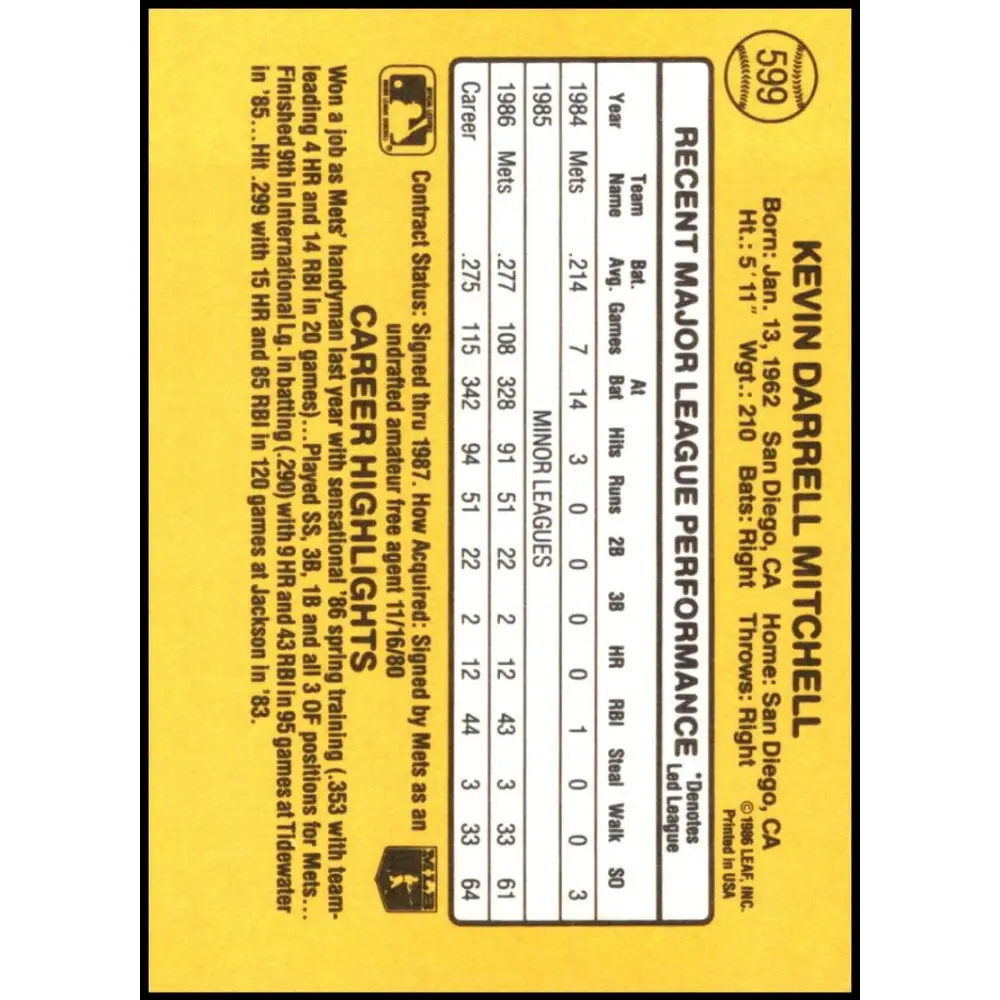 599
KEVIN DARRELL MITCHELL
Born: Jan. 13, 1962 San Diego, CA Home: San Diego, CA
Ht.: 5'11" Wgt.: 210 Bats: Right Throws: Right
©1986 LEAF, INC.
Printed in USA
RECENT MAJOR LEAGUE PERFORMANCE *Denotes Led League
Year Team Name Bat. Avg. Games At Bat Hits Runs 2B 3B HR RBI Steal Walk SO
1984 Mets .214 7 14 3 0 0 0 0 1 0 0 3
1985 MINOR LEAGUES
1986 Mets .277 108 328 91 51 22 2 12 43 3 33 61
Career .275 115 342 94 51 22 2 12 44 3 33 64
Contract Status: Signed thru 1987. How Acquired: Signed by Mets as an
undrafted amateur free agent 11/16/80
MLB
CAREER HIGHLIGHTS
Won a job as Mets' handyman last year with sensational '86 spring training (.353 with team-
leading 4 HR and 14 RBI in 20 games)...Played SS, 3B, 1B and all 3 OF positions for Mets...
Finished 9th in International Lg. in batting (.290) with 9 HR and 43 RBI in 95 games at Tidewater
in '85...Hit .299 with 15 HR and 85 RBI in 120 games at Jackson in '83.